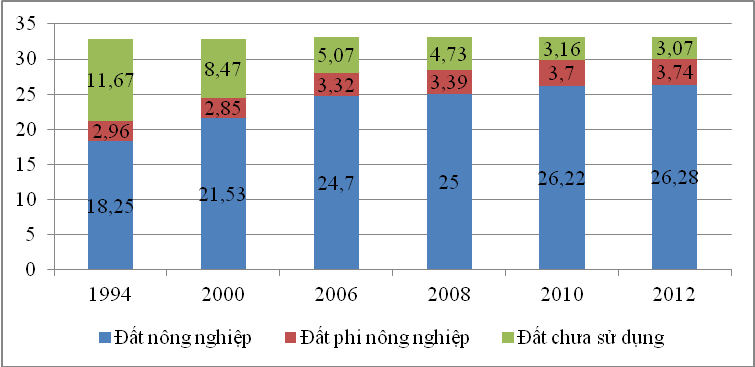 35
30
25
20
15
10
5
0
11,67 8,47 5,07 4,73 3,16 3,07
2,96 2,85 3,32 3,39 3,7 3,74
18,25 21,53 24,7 25 26,22 26,28
1994 2000 2006 2008 2010 2012
Đất nông nghiệp Đất phi nông nghiệp Đất chưa sử dụng